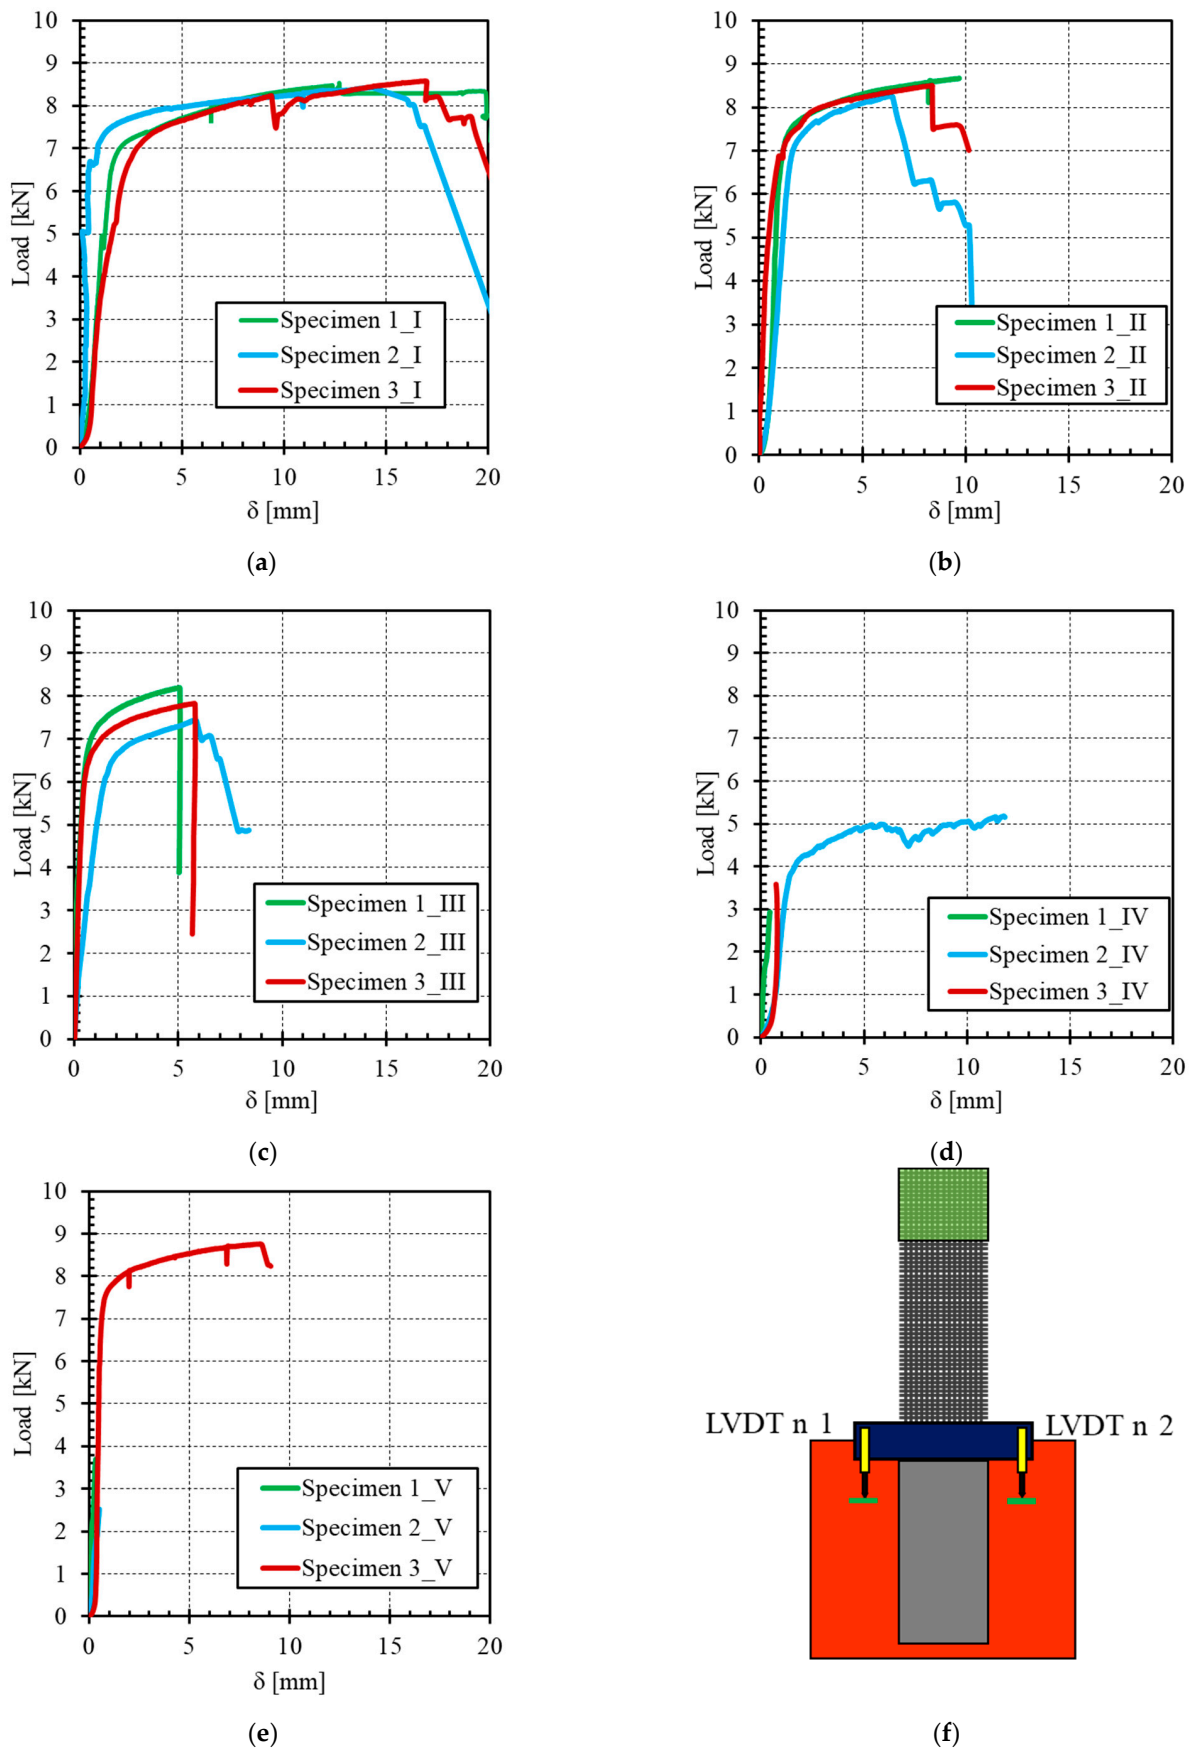 10
9
8
7
6
5
4
3
2
1
0
Load [kN]
Specimen 1_I
Specimen 2_I
Specimen 3_I
0 5 10 15 20
δ [mm]
(a)
10
9
8
7
6
5
4
3
2
1
0
Load [kN]
Specimen 1_II
Specimen 2_II
Specimen 3_II
0 5 10 15 20
δ [mm]
(b)
10
9
8
7
6
5
4
3
2
1
0
Load [kN]
Specimen 1_III
Specimen 2_III
Specimen 3_III
0 5 10 15 20
δ [mm]
(c)
10
9
8
7
6
5
4
3
2
1
0
Load [kN]
Specimen 1_IV
Specimen 2_IV
Specimen 3_IV
0 5 10 15 20
δ [mm]
(d)
10
9
8
7
6
5
4
3
2
1
0
Load [kN]
Specimen 1_V
Specimen 2_V
Specimen 3_V
0 5 10 15 20
δ [mm]
(e)
LVDT n 1
LVDT n 2
(f)